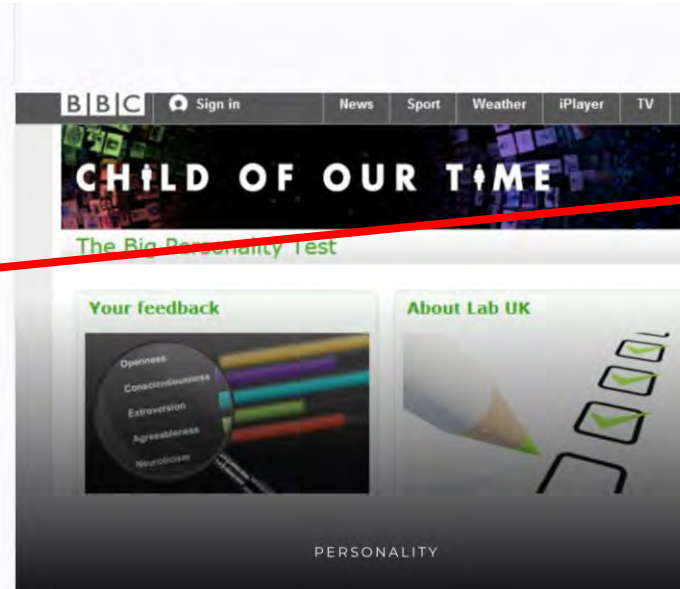 BBC Sign in News Sport Weather iPlayer TV
CHILD OF OUR TIME
The Big Personality Test
Your feedback
About Lab UK
Openness
Conscientiousness
Extroversion
Agreeableness
Neuroticism
PERSONALITY